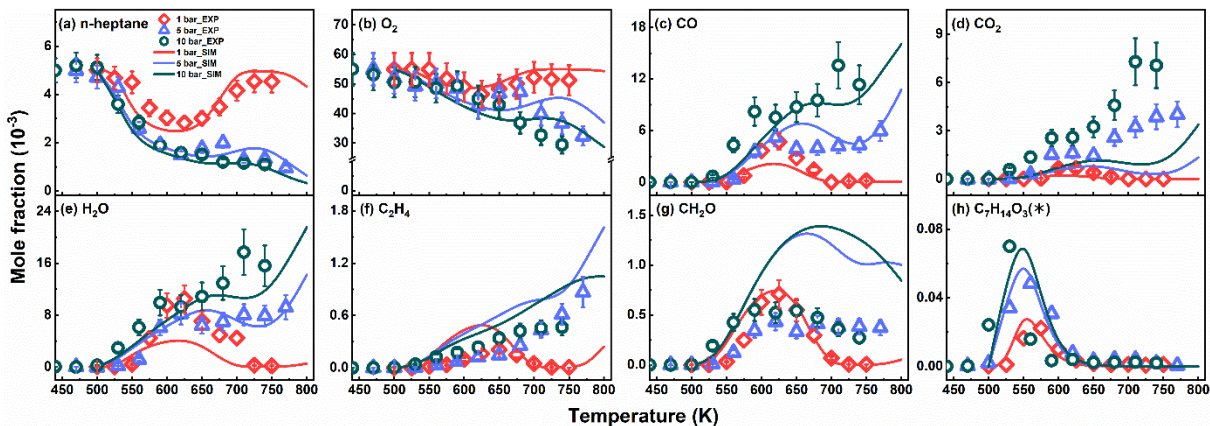 (a) n-heptane
1 bar_EXP
5 bar_EXP
10 bar_EXP
1 bar_SIM
5 bar_SIM
10 bar_SIM
(b) O₂
(c) CO
(d) CO₂
6
4
2
0
60
50
40
30
0
18
12
6
0
9
6
3
0
Mole fraction (10⁻³)
(e) H₂O
(f) C₂H₄
(g) CH₂O
(h) C₇H₁₄O₃(∗)
24
16
8
0
2.4
1.8
1.2
0.6
0.0
1.5
1.0
0.5
0.0
0.08
0.04
0.00
450 500 550 600 650 700 750 800
450 500 550 600 650 700 750 800
450 500 550 600 650 700 750 800
450 500 550 600 650 700 750 800
Temperature (K)